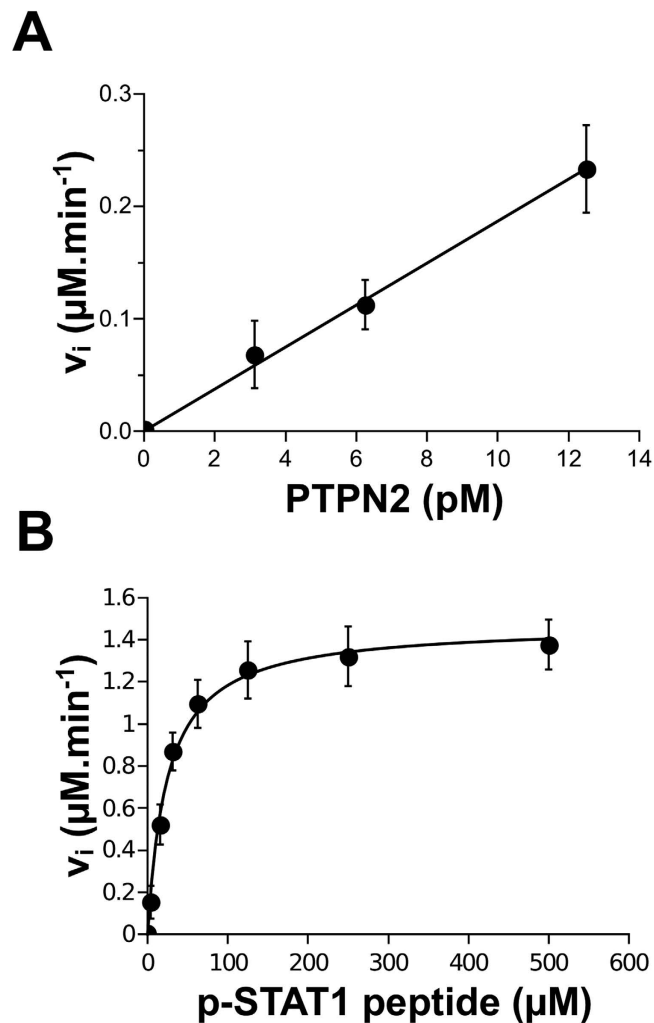 A
0.3
0.2
0.1
0.0
vᵢ (µM.min⁻¹)
0 2 4 6 8 10 12 14
PTPN2 (pM)
B
1.6
1.4
1.2
1
0.8
0.6
0.4
0.2
0
vᵢ (µM.min⁻¹)
0 100 200 300 400 500 600
p-STAT1 peptide (µM)